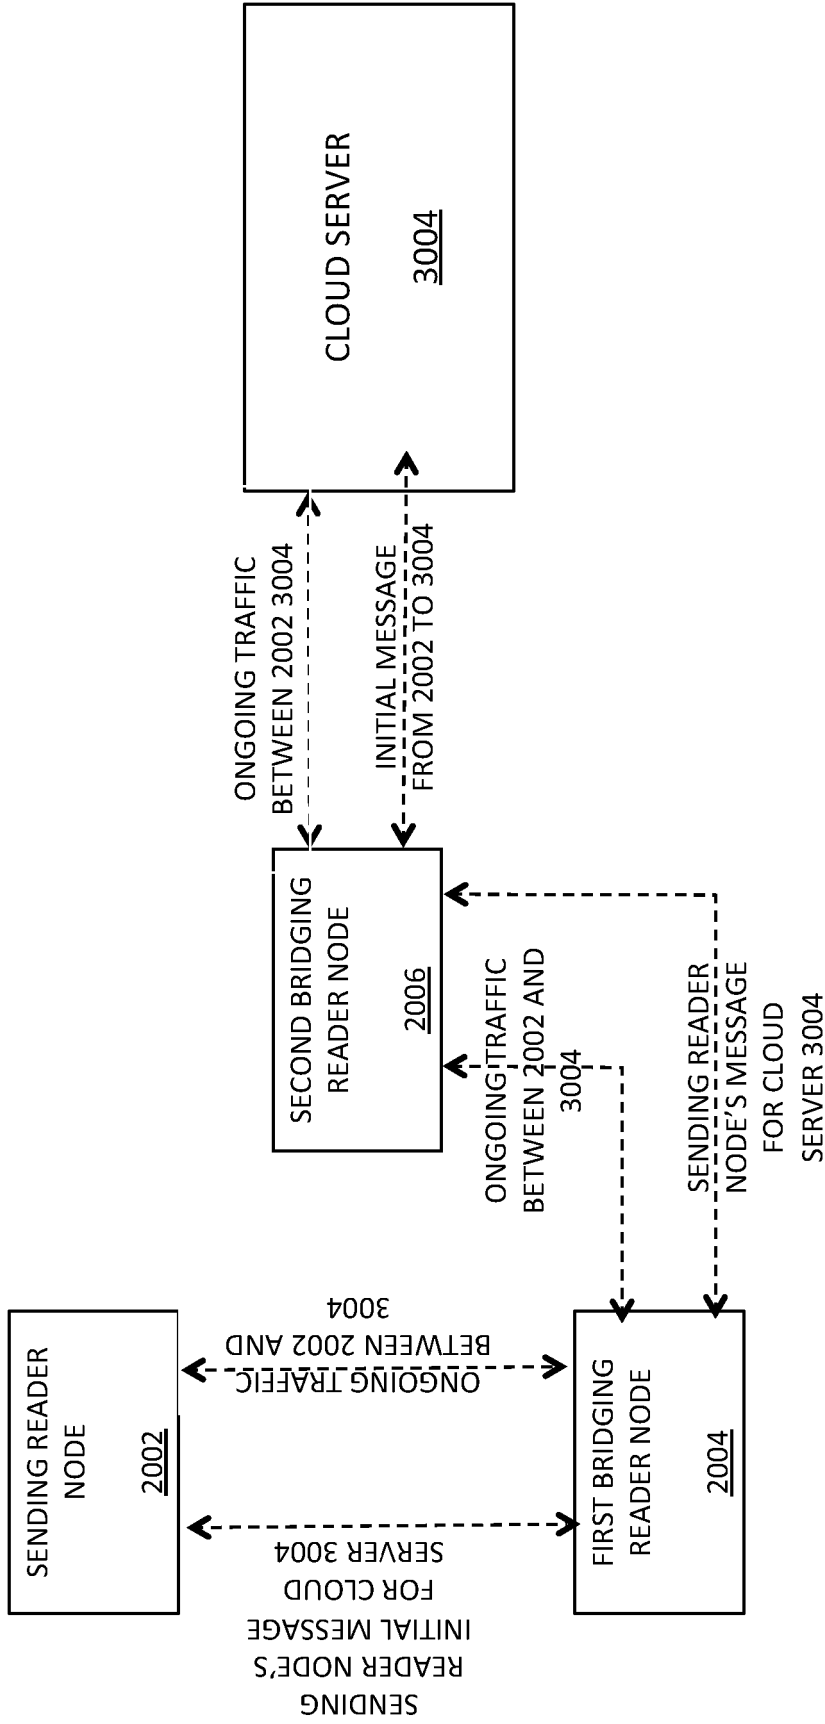 SENDING READER
NODE
2002
SENDING
READER NODE'S
INITIAL MESSAGE
FOR CLOUD
SERVER 3004
ONGOING TRAFFIC
BETWEEN 2002 AND
3004
FIRST BRIDGING
READER NODE
2004
SECOND BRIDGING
READER NODE
2006
ONGOING TRAFFIC
BETWEEN 2002 AND
3004
SENDING READER
NODE'S MESSAGE
FOR CLOUD
SERVER 3004
ONGOING TRAFFIC
BETWEEN 2002 3004
INITIAL MESSAGE
FROM 2002 TO 3004
CLOUD SERVER
3004